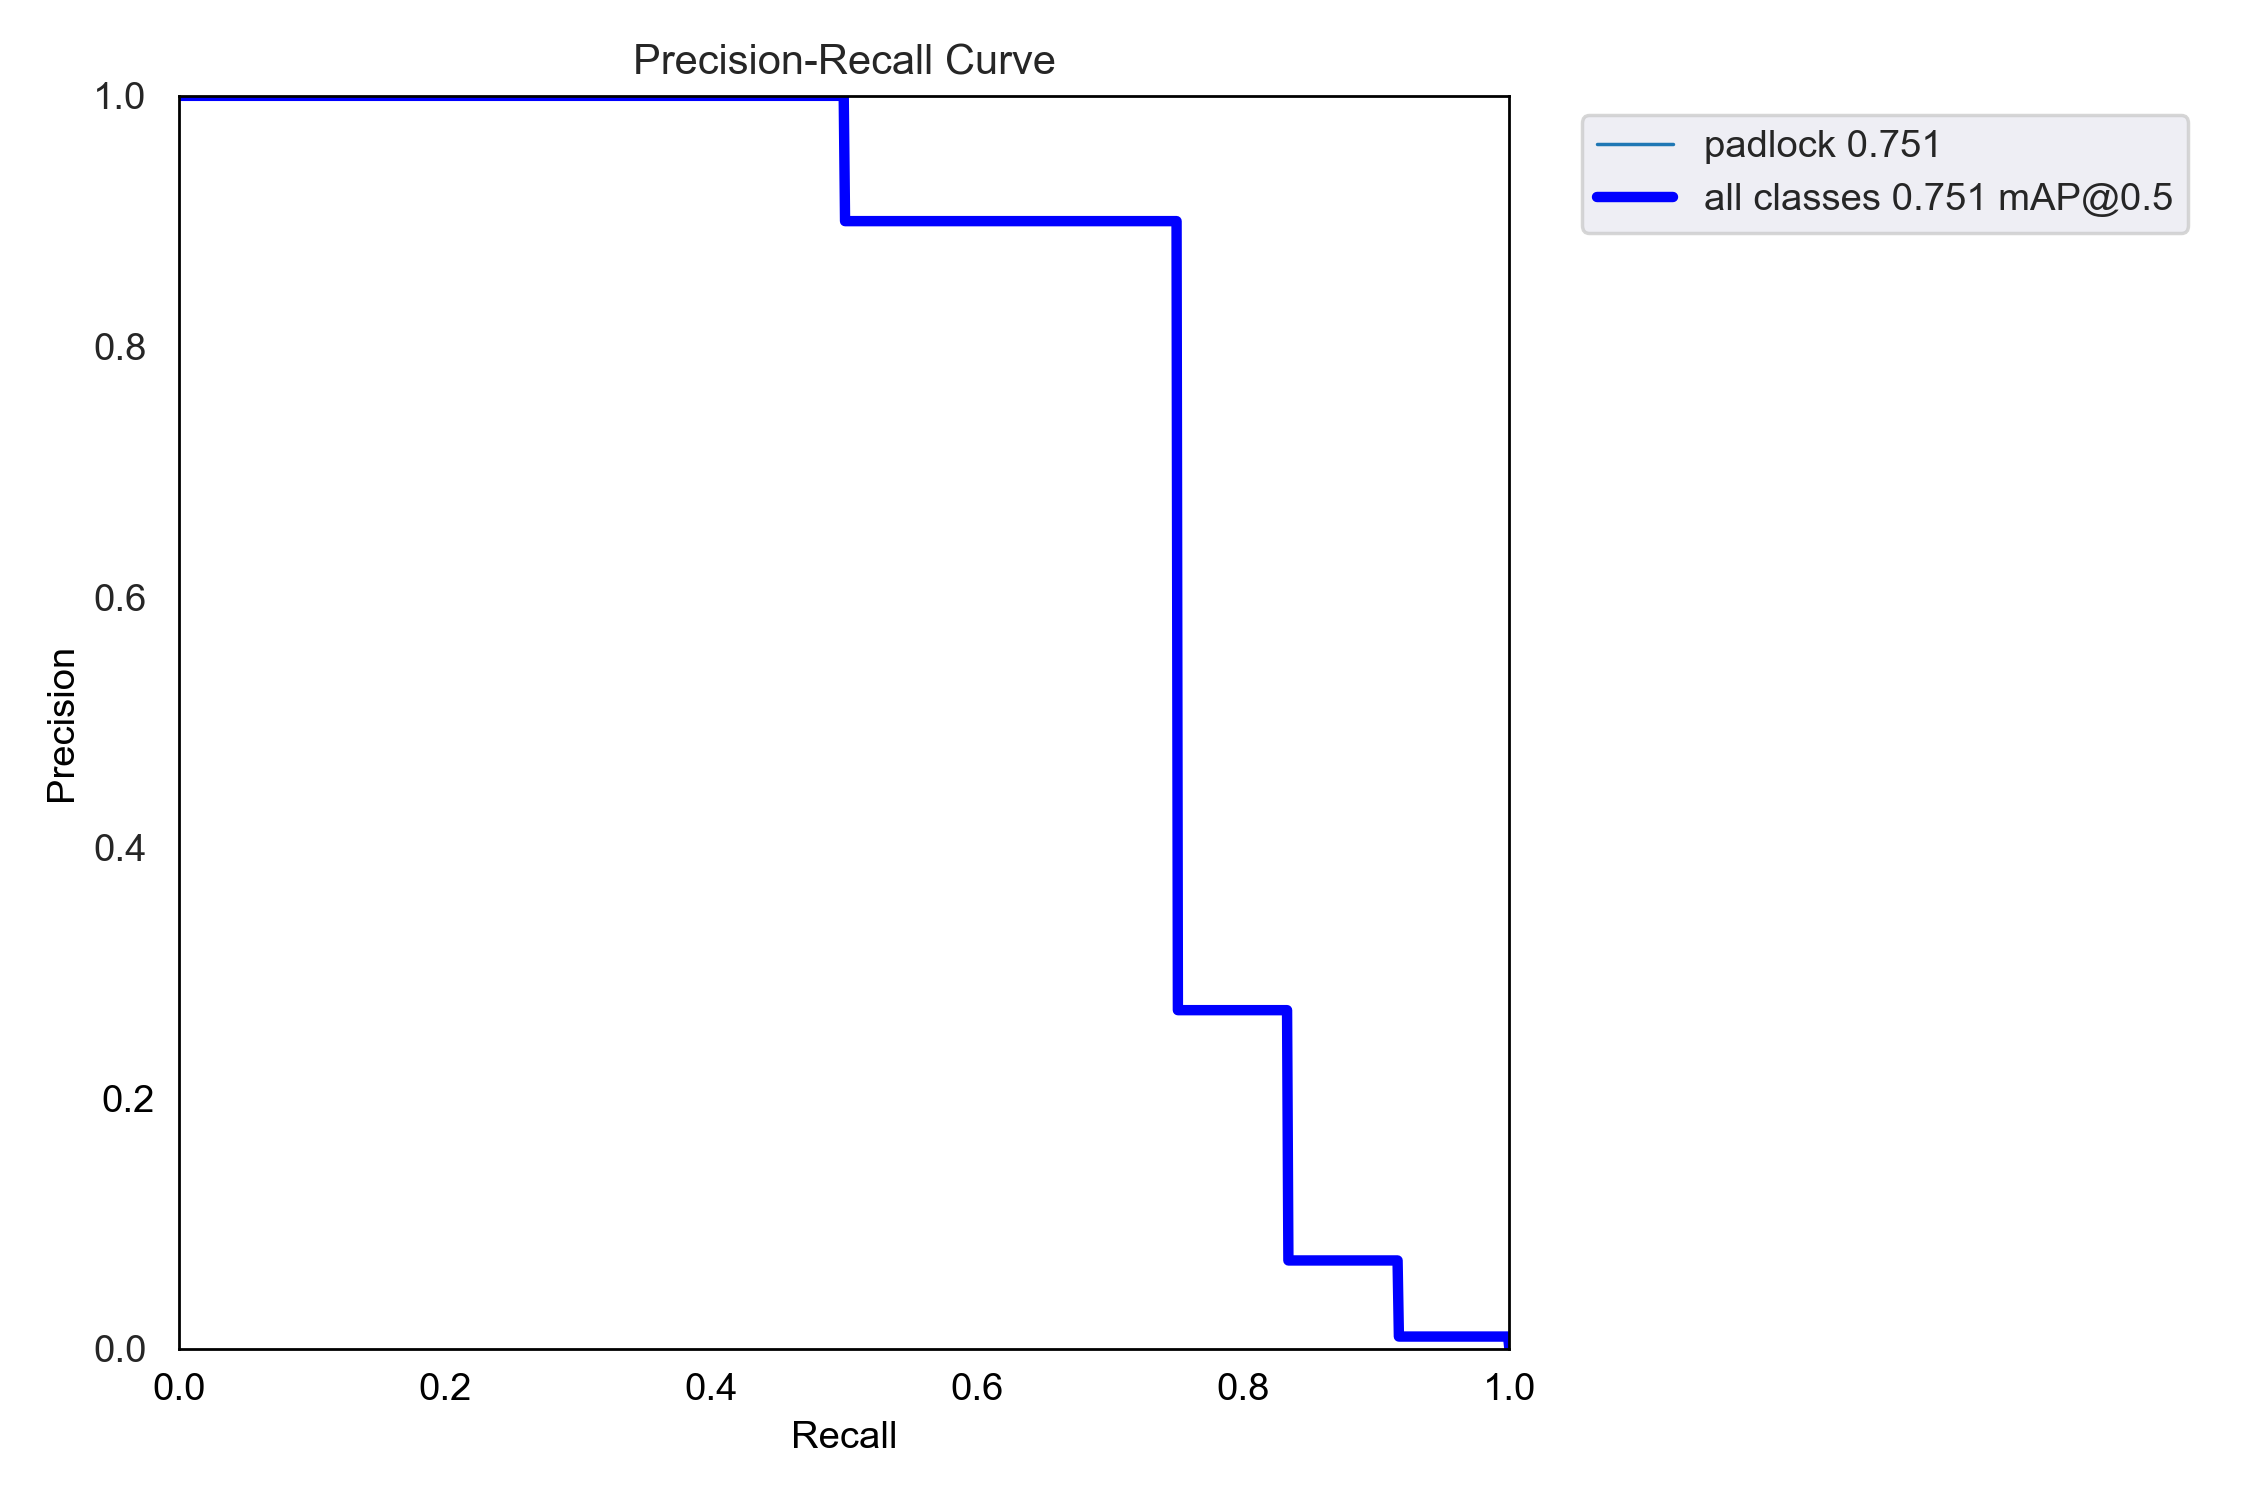 Precision-Recall Curve
1.0
0.8
0.6
0.4
0.2
0.0
Precision
0.0 0.2 0.4 0.6 0.8 1.0
Recall
padlock 0.751
all classes 0.751 mAP@0.5